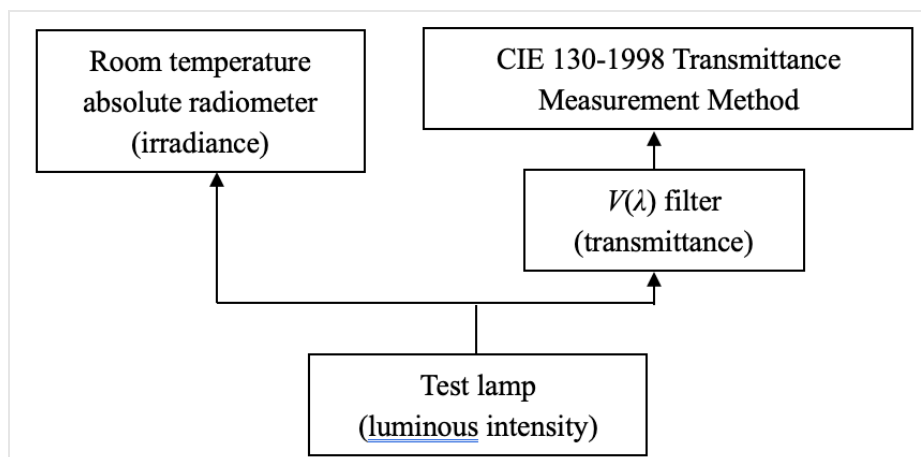 Room temperature
absolute radiometer
(irradiance)
CIE 130-1998 Transmittance
Measurement Method
V(λ) filter
(transmittance)
Test lamp
(luminous intensity)